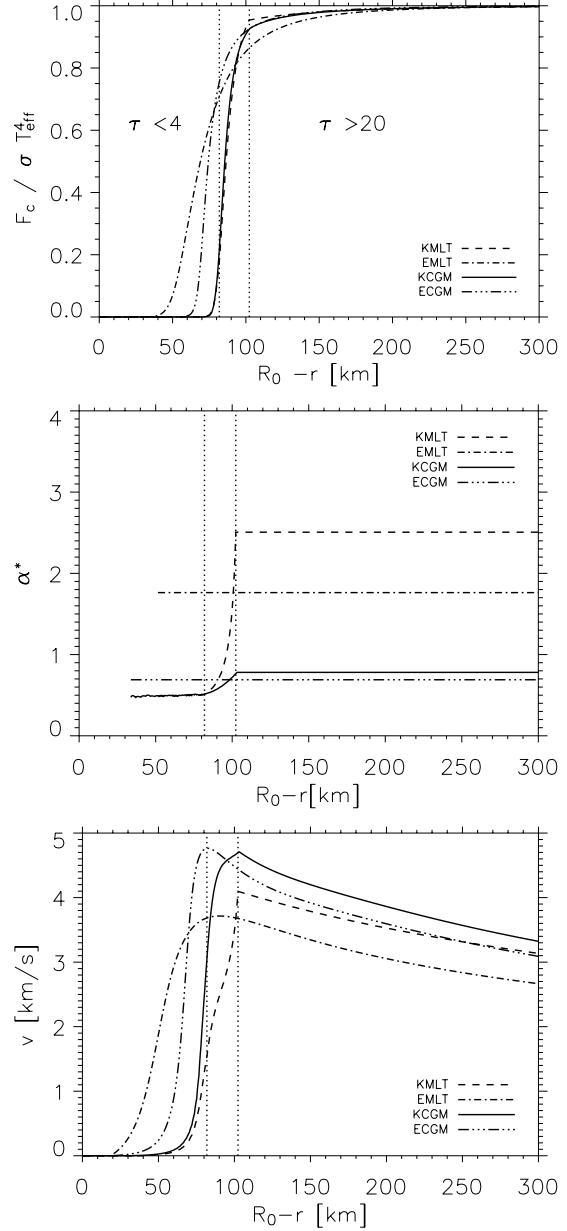 1.0
0.8
0.6
0.4
0.2
0.0
F_c / σ T_eff^4
τ <4
τ >20
KMLT
EMLT
KCGM
ECGM
0 50 100 150 200 250 300
R_0 -r [km]
4
3
2
1
0
α*
KMLT
EMLT
KCGM
ECGM
0 50 100 150 200 250 300
R_0-r[km]
5
4
3
2
1
0
v [km/s]
KMLT
EMLT
KCGM
ECGM
0 50 100 150 200 250 300
R_0-r [km]